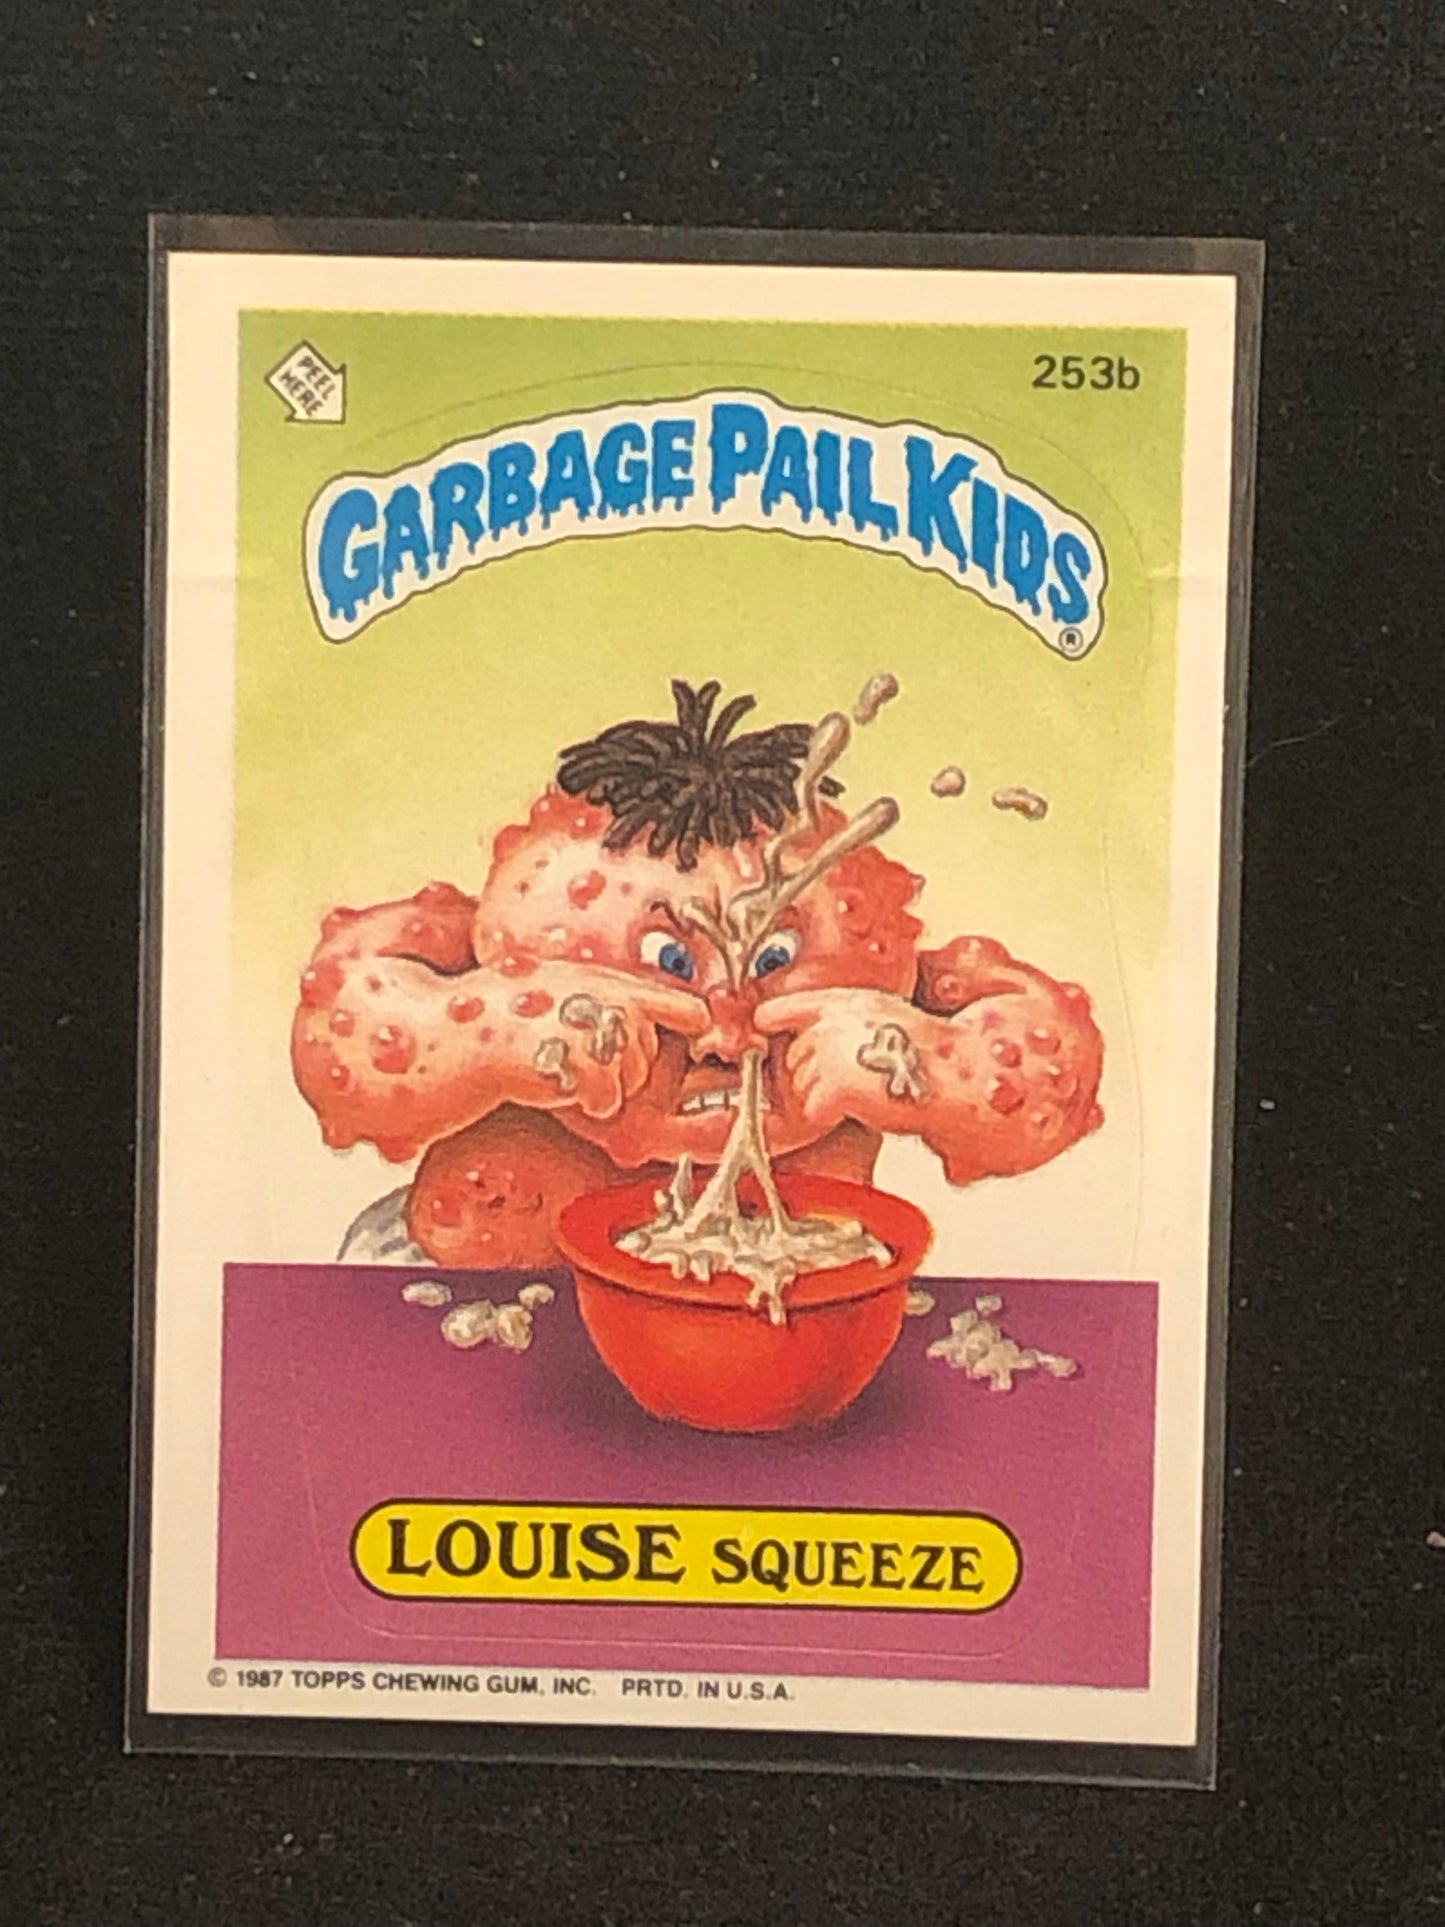 PEEL
HERE
253b
GARBAGE PAIL KIDS
®
LOUISE SQUEEZE
© 1987 TOPPS CHEWING GUM, INC. PRTD. IN U.S.A.